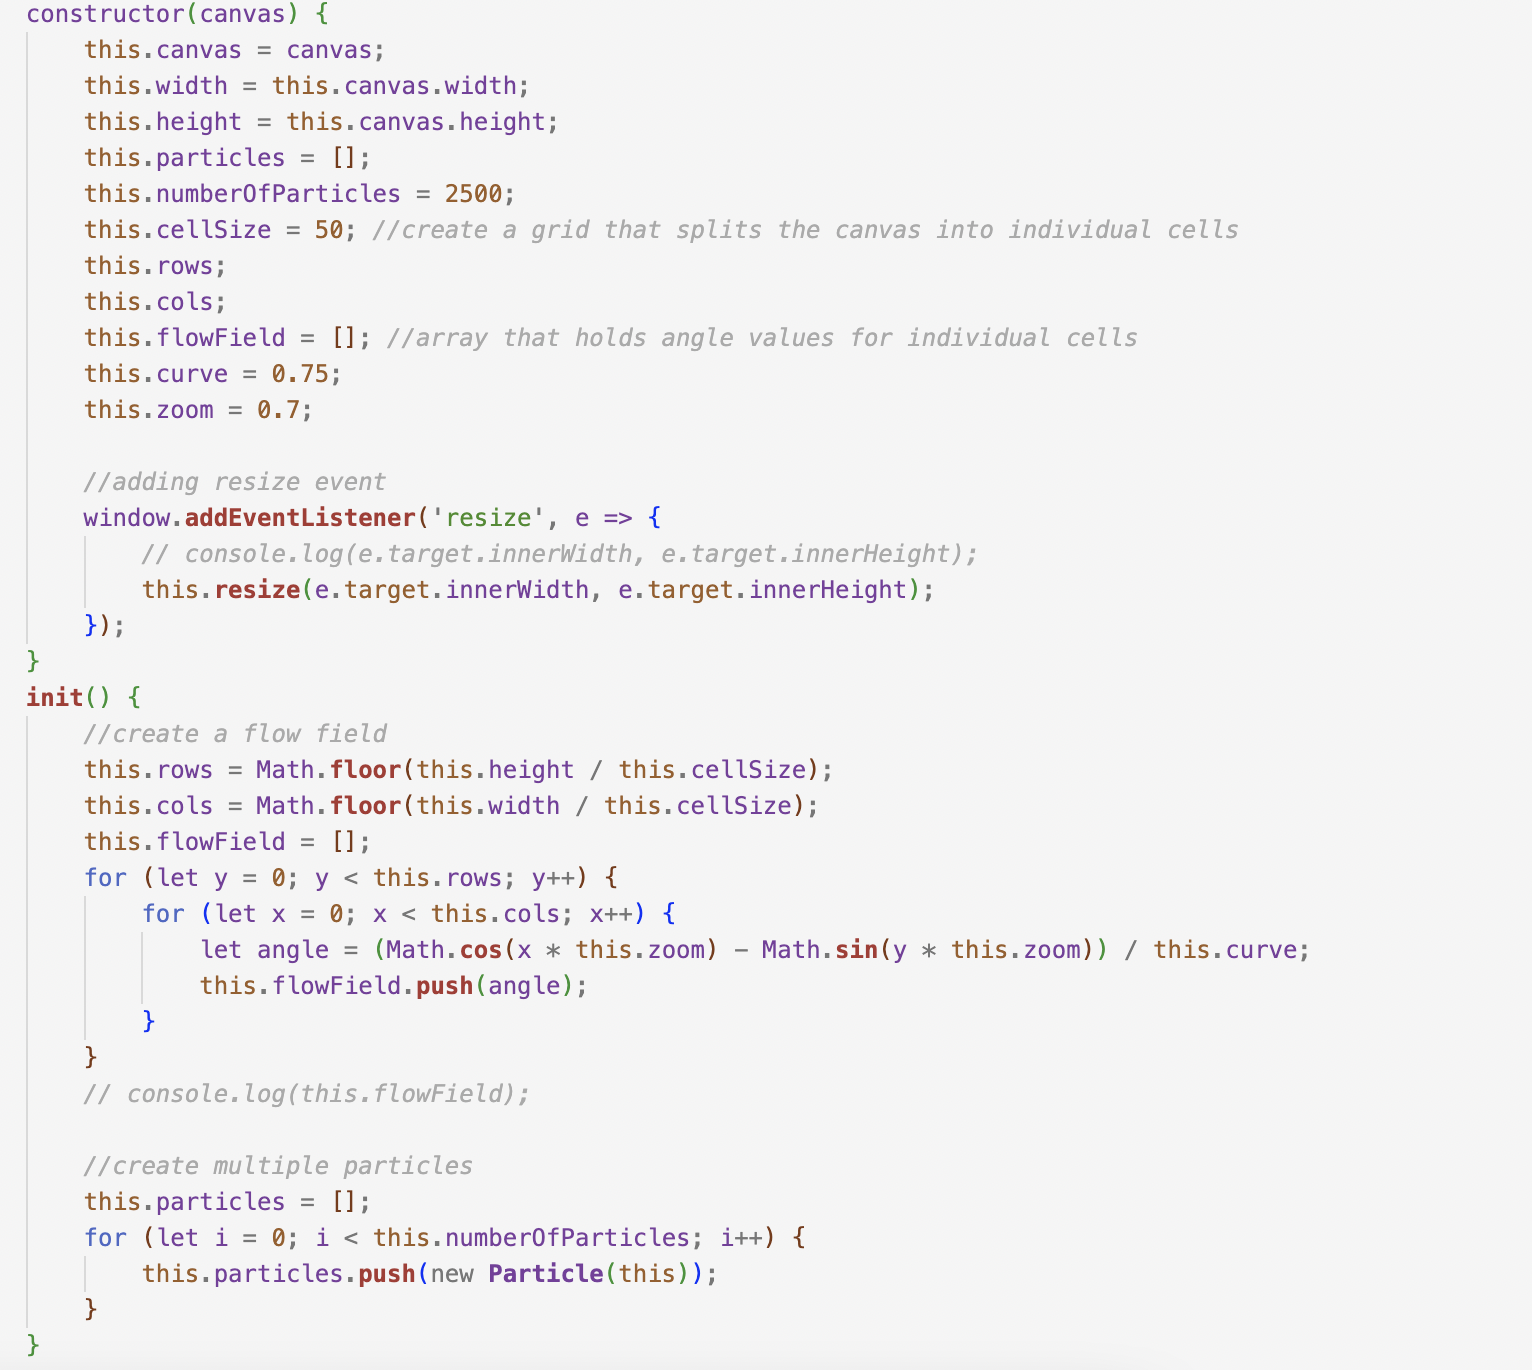 constructor(canvas) {
    this.canvas = canvas;
    this.width = this.canvas.width;
    this.height = this.canvas.height;
    this.particles = [];
    this.numberOfParticles = 2500;
    this.cellSize = 50; //create a grid that splits the canvas into individual cells
    this.rows;
    this.cols;
    this.flowField = []; //array that holds angle values for individual cells
    this.curve = 0.75;
    this.zoom = 0.7;

    //adding resize event
    window.addEventListener('resize', e => {
        // console.log(e.target.innerWidth, e.target.innerHeight);
        this.resize(e.target.innerWidth, e.target.innerHeight);
    });
}
init() {
    //create a flow field
    this.rows = Math.floor(this.height / this.cellSize);
    this.cols = Math.floor(this.width / this.cellSize);
    this.flowField = [];
    for (let y = 0; y < this.rows; y++) {
        for (let x = 0; x < this.cols; x++) {
            let angle = (Math.cos(x * this.zoom) - Math.sin(y * this.zoom)) / this.curve;
            this.flowField.push(angle);
        }
    }
    // console.log(this.flowField);

    //create multiple particles
    this.particles = [];
    for (let i = 0; i < this.numberOfParticles; i++) {
        this.particles.push(new Particle(this));
    }
}